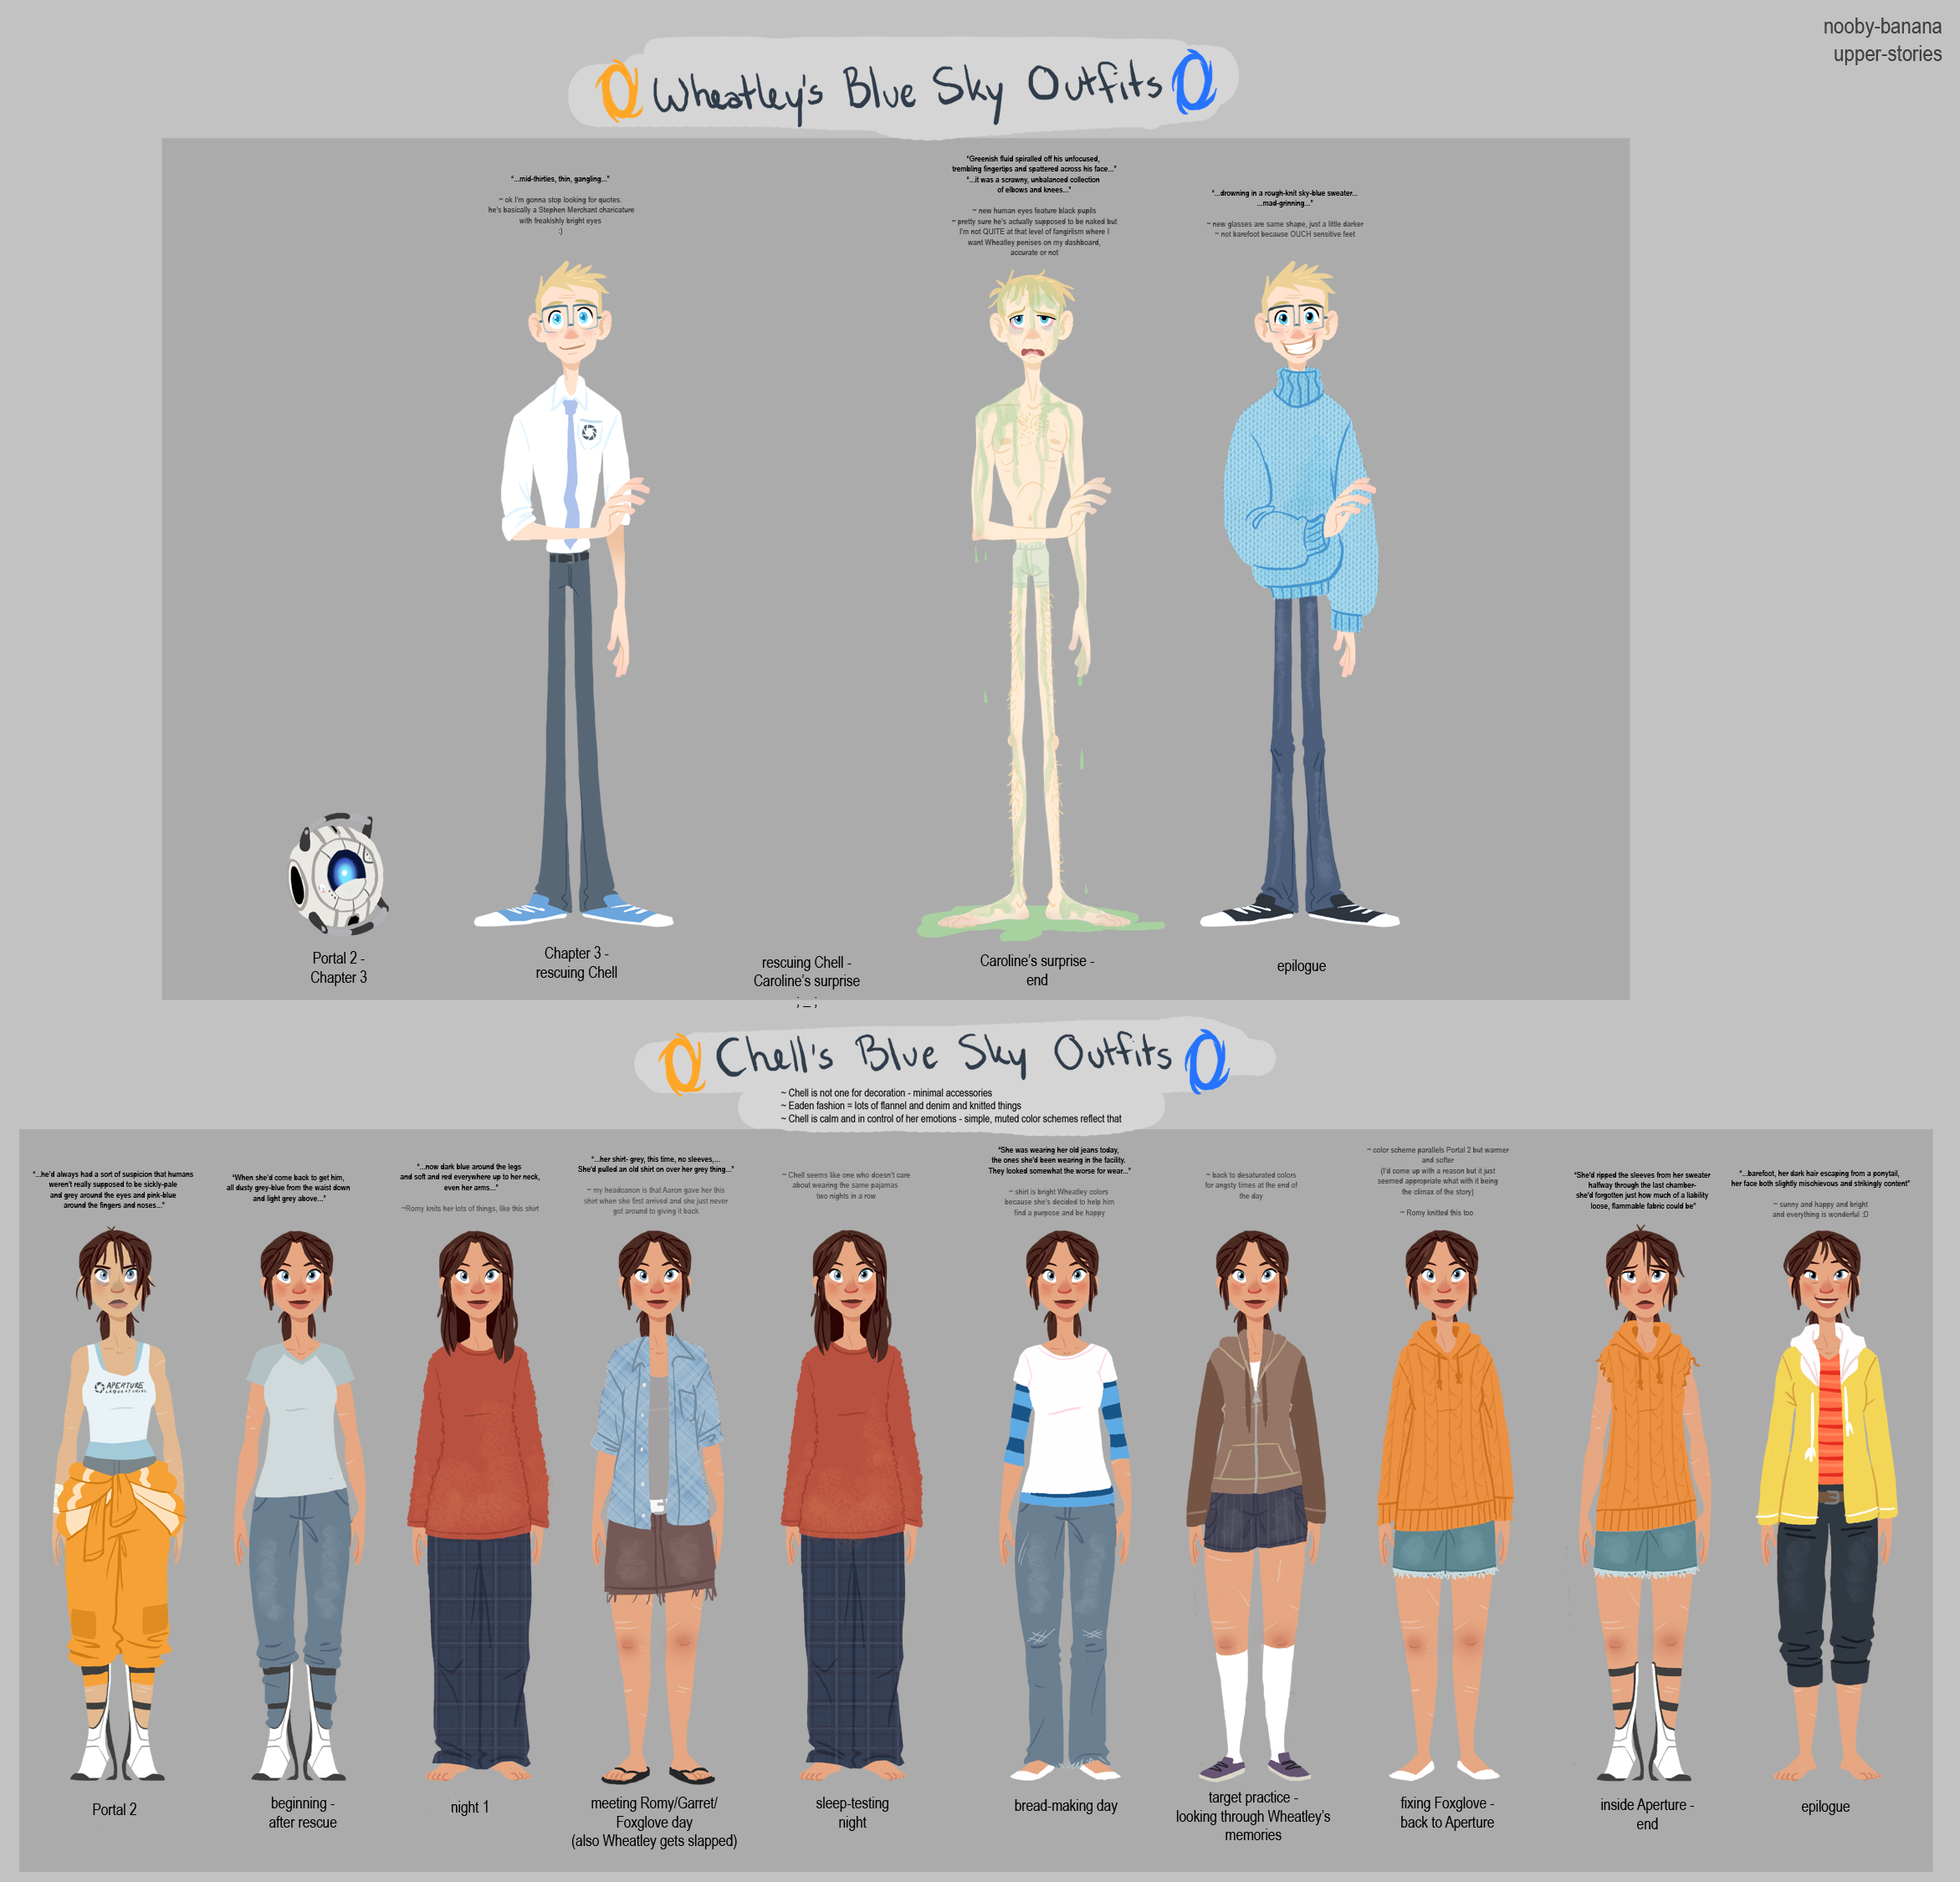 nooby-banana
upper-stories
Wheatley's Blue Sky Outfits
"...mid-thirties, thin, gangling..."
~ ok I'm gonna stop looking for quotes.
he's basically a Stephen Merchant charicature
with freakishly bright eyes
:)
"Greenish fluid spiralled off his unfocused,
trembling fingertips and spattered across his face..."
"...it was a scrawny, unbalanced collection
of elbows and knees..."
~ new human eyes feature black pupils
~ pretty sure he's actually supposed to be naked but
I'm not QUITE at that level of fangirlism where I
want Wheatley penises on my dashboard,
accurate or not
"...drowning in a rough-knit sky-blue sweater...
...mad-grinning..."
~ new glasses are same shape, just a little darker
~ not barefoot because OUCH sensitive feet
Portal 2 -
Chapter 3
Chapter 3 -
rescuing Chell
rescuing Chell -
Caroline's surprise
; _ ;
Caroline's surprise -
end
epilogue
Chell's Blue Sky Outfits
~ Chell is not one for decoration - minimal accessories
~ Eaden fashion = lots of flannel and denim and knitted things
~ Chell is calm and in control of her emotions - simple, muted color schemes reflect that
"...he'd always had a sort of suspicion that humans
weren't really supposed to be sickly-pale
and grey around the eyes and pink-blue
around the fingers and noses..."
"When she'd come back to get him,
all dusty grey-blue from the waist down
and light grey above..."
"...now dark blue around the legs
and soft and red everywhere up to her neck,
even her arms..."
~Romy knits her lots of things, like this shirt
"...her shirt- grey, this time, no sleeves,...
She'd pulled an old shirt on over her grey thing..."
~ my headcanon is that Aaron gave her this
shirt when she first arrived and she just never
got around to giving it back
~ Chell seems like one who doesn't care
about wearing the same pajamas
two nights in a row
"She was wearing her old jeans today,
the ones she'd been wearing in the facility.
They looked somewhat the worse for wear..."
~ shirt is bright Wheatley colors
because she's decided to help him
find a purpose and be happy
~ back to desaturated colors
for angsty times at the end of
the day
~ color scheme parallels Portal 2 but warmer
and softer
(I'd come up with a reason but it just
seemed appropriate what with it being
the climax of the story)
~ Romy knitted this too
"She'd ripped the sleeves from her sweater
halfway through the last chamber-
she'd forgotten just how much of a liability
loose, flammable fabric could be"
"...barefoot, her dark hair escaping from a ponytail,
her face both slightly mischievous and strikingly content"
~ sunny and happy and bright
and everything is wonderful :D
APERTURE
LABORATORIES
Portal 2
beginning -
after rescue
night 1
meeting Romy/Garret/
Foxglove day
(also Wheatley gets slapped)
sleep-testing
night
bread-making day
target practice -
looking through Wheatley's
memories
fixing Foxglove -
back to Aperture
inside Aperture -
end
epilogue